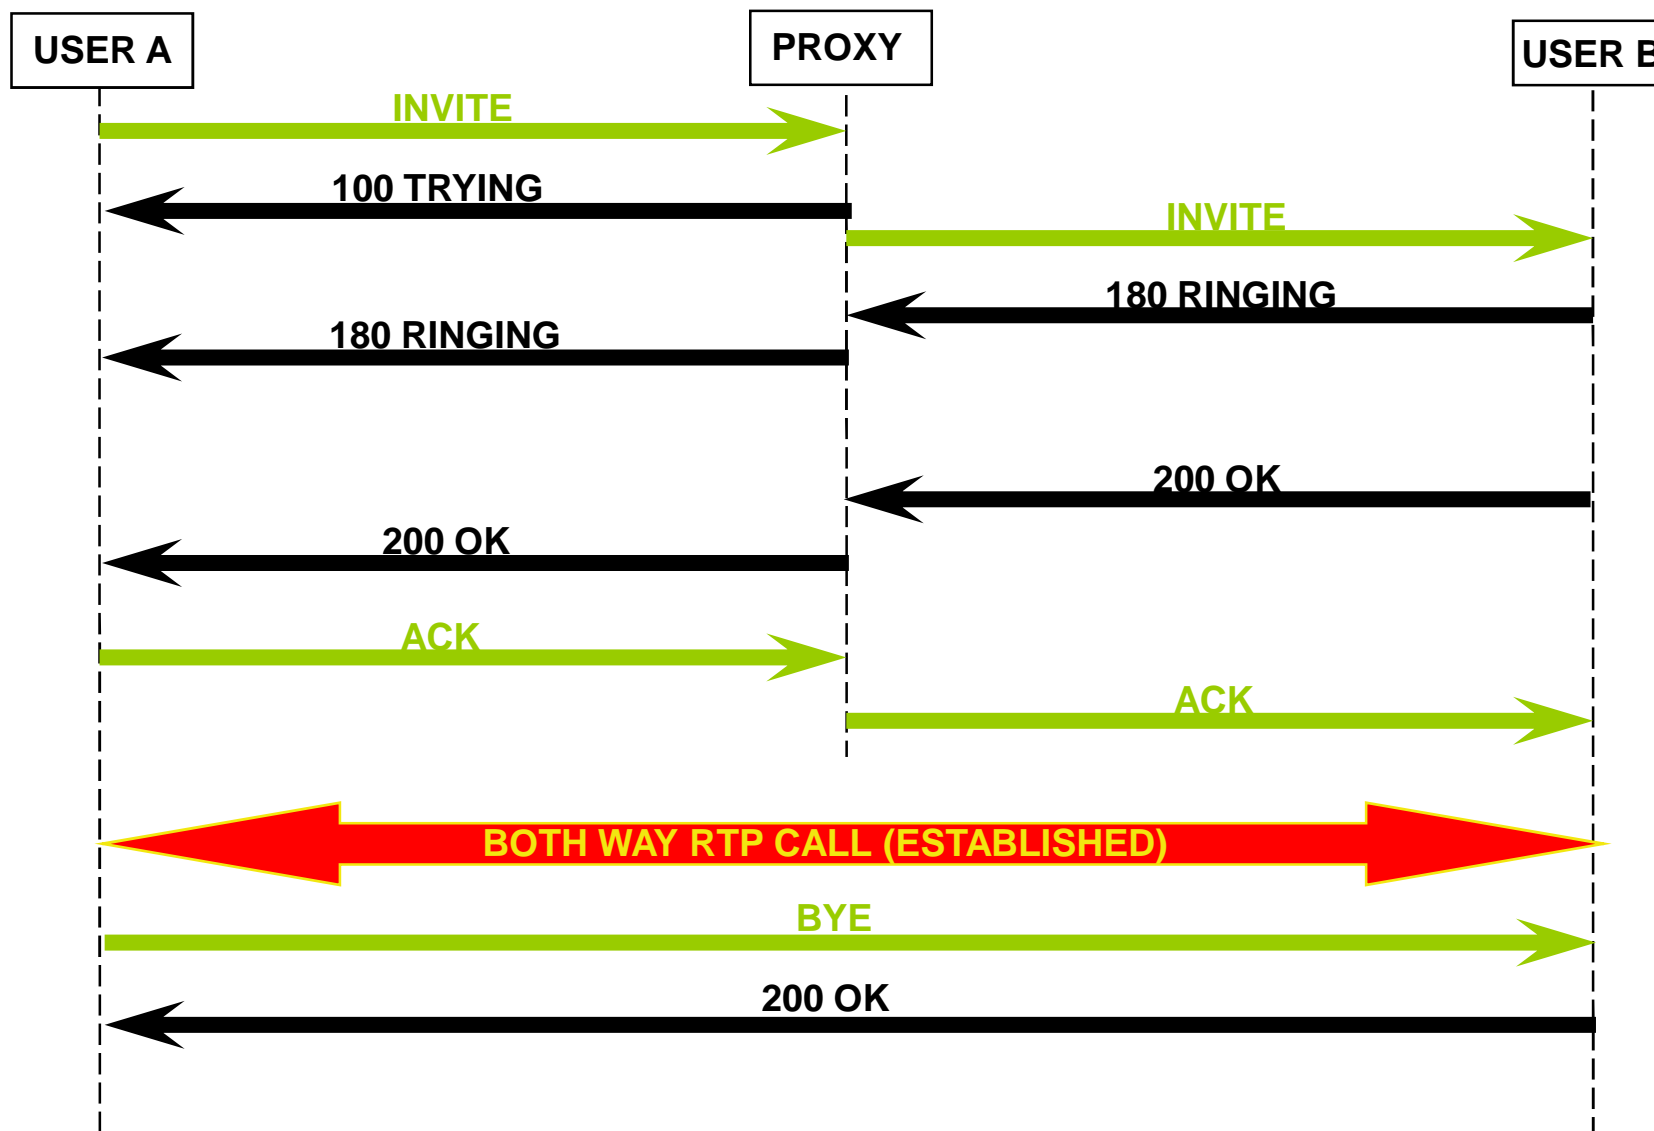 USER A
PROXY
USER B
INVITE
100 TRYING
INVITE
180 RINGING
180 RINGING
200 OK
200 OK
ACK
ACK
BOTH WAY RTP CALL (ESTABLISHED)
BYE
200 OK